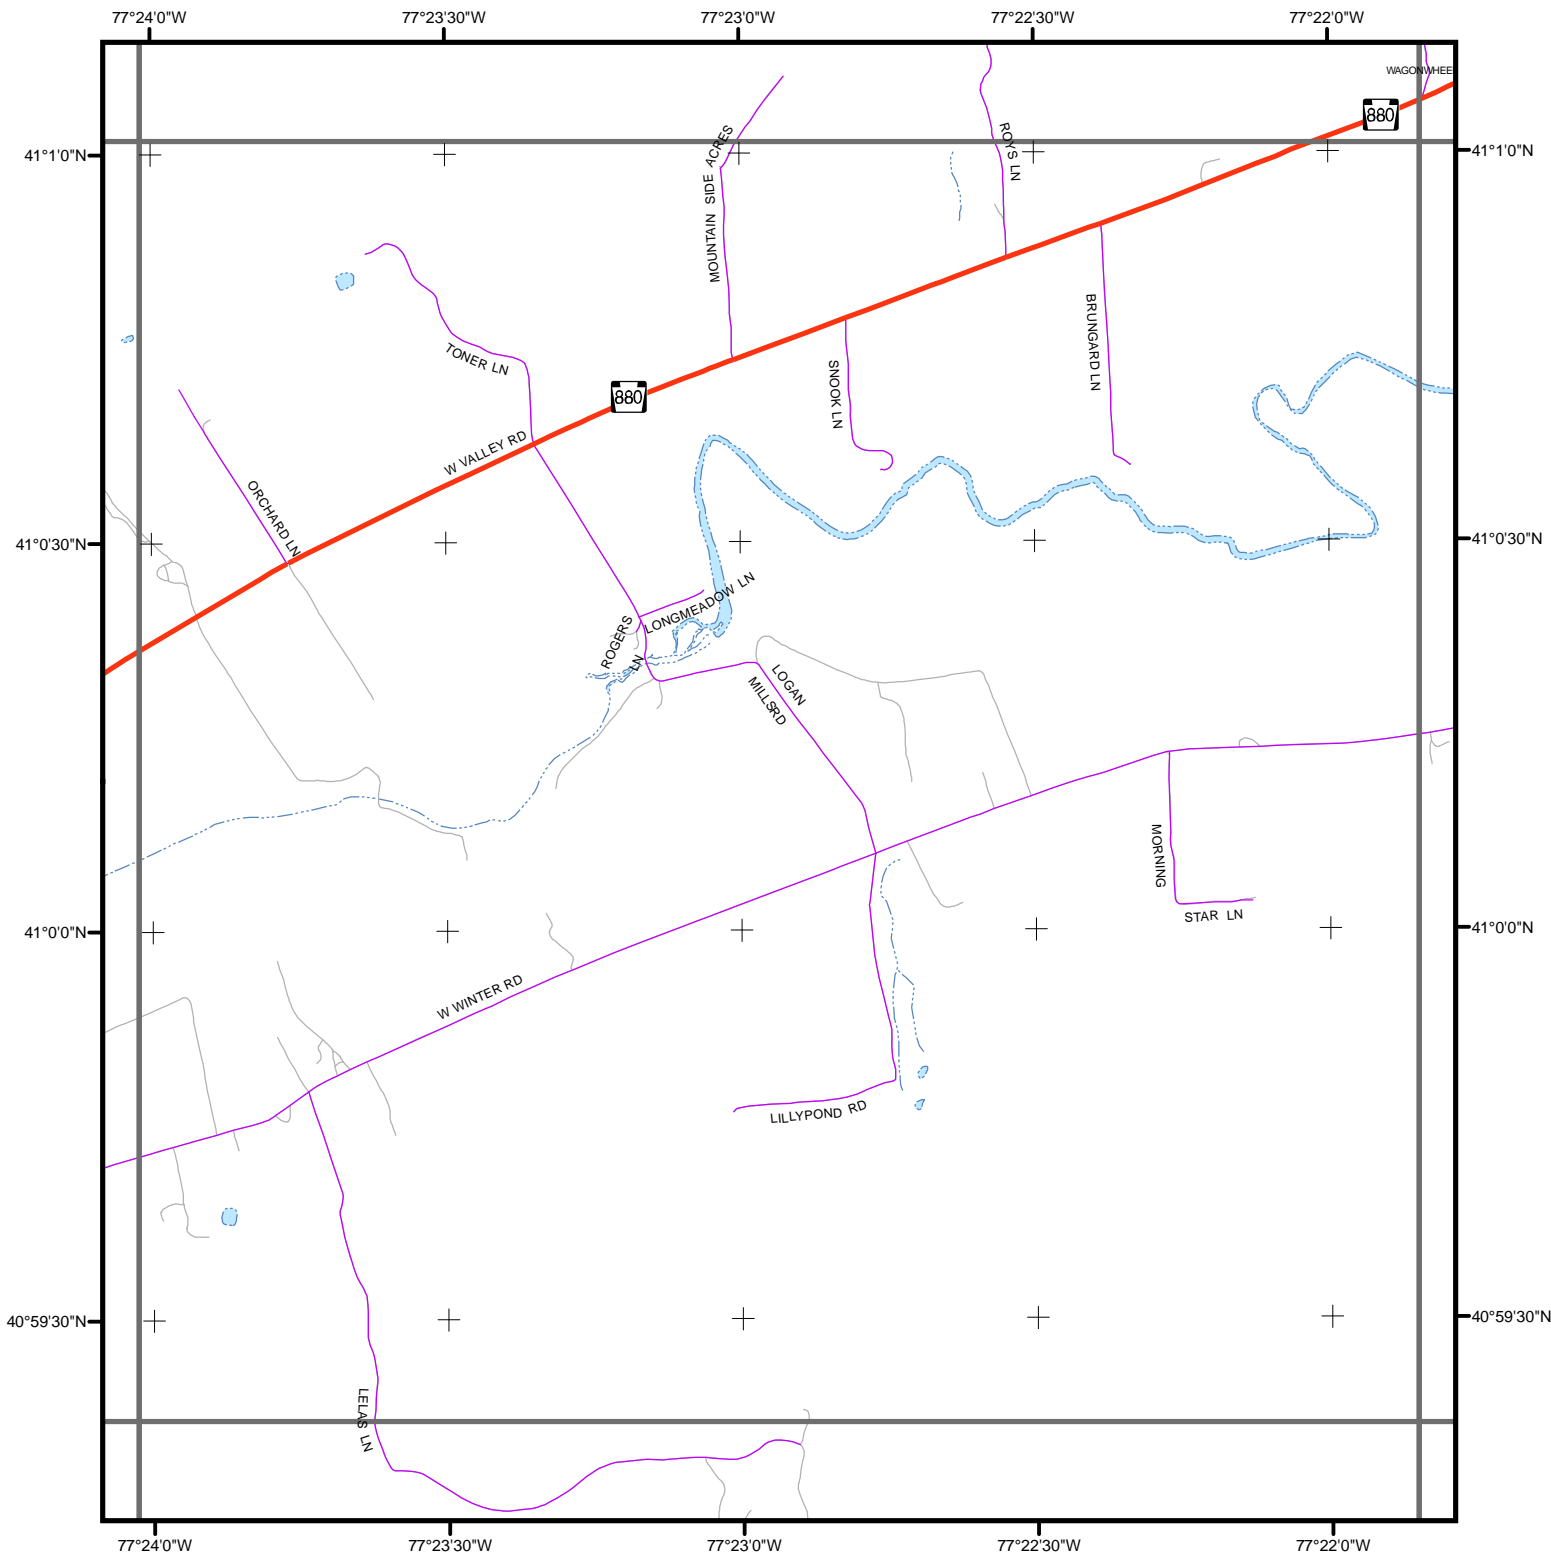 77°24'0"W
77°23'30"W
77°23'0"W
77°22'30"W
77°22'0"W
WAGONWHEE
880
41°1'0"N
41°1'0"N
MOUNTAIN SIDE ACRES
ROYS LN
TONER LN
SNOOK LN
BRUNGARD LN
880
W VALLEY RD
ORCHARD LN
41°0'30"N
41°0'30"N
LONGMEADOW LN
ROGERS
LN
LOGAN
MILLS RD
MORNING
STAR LN
41°0'0"N
41°0'0"N
W WINTER RD
LILLYPOND RD
40°59'30"N
40°59'30"N
LELAS LN
77°24'0"W
77°23'30"W
77°23'0"W
77°22'30"W
77°22'0"W